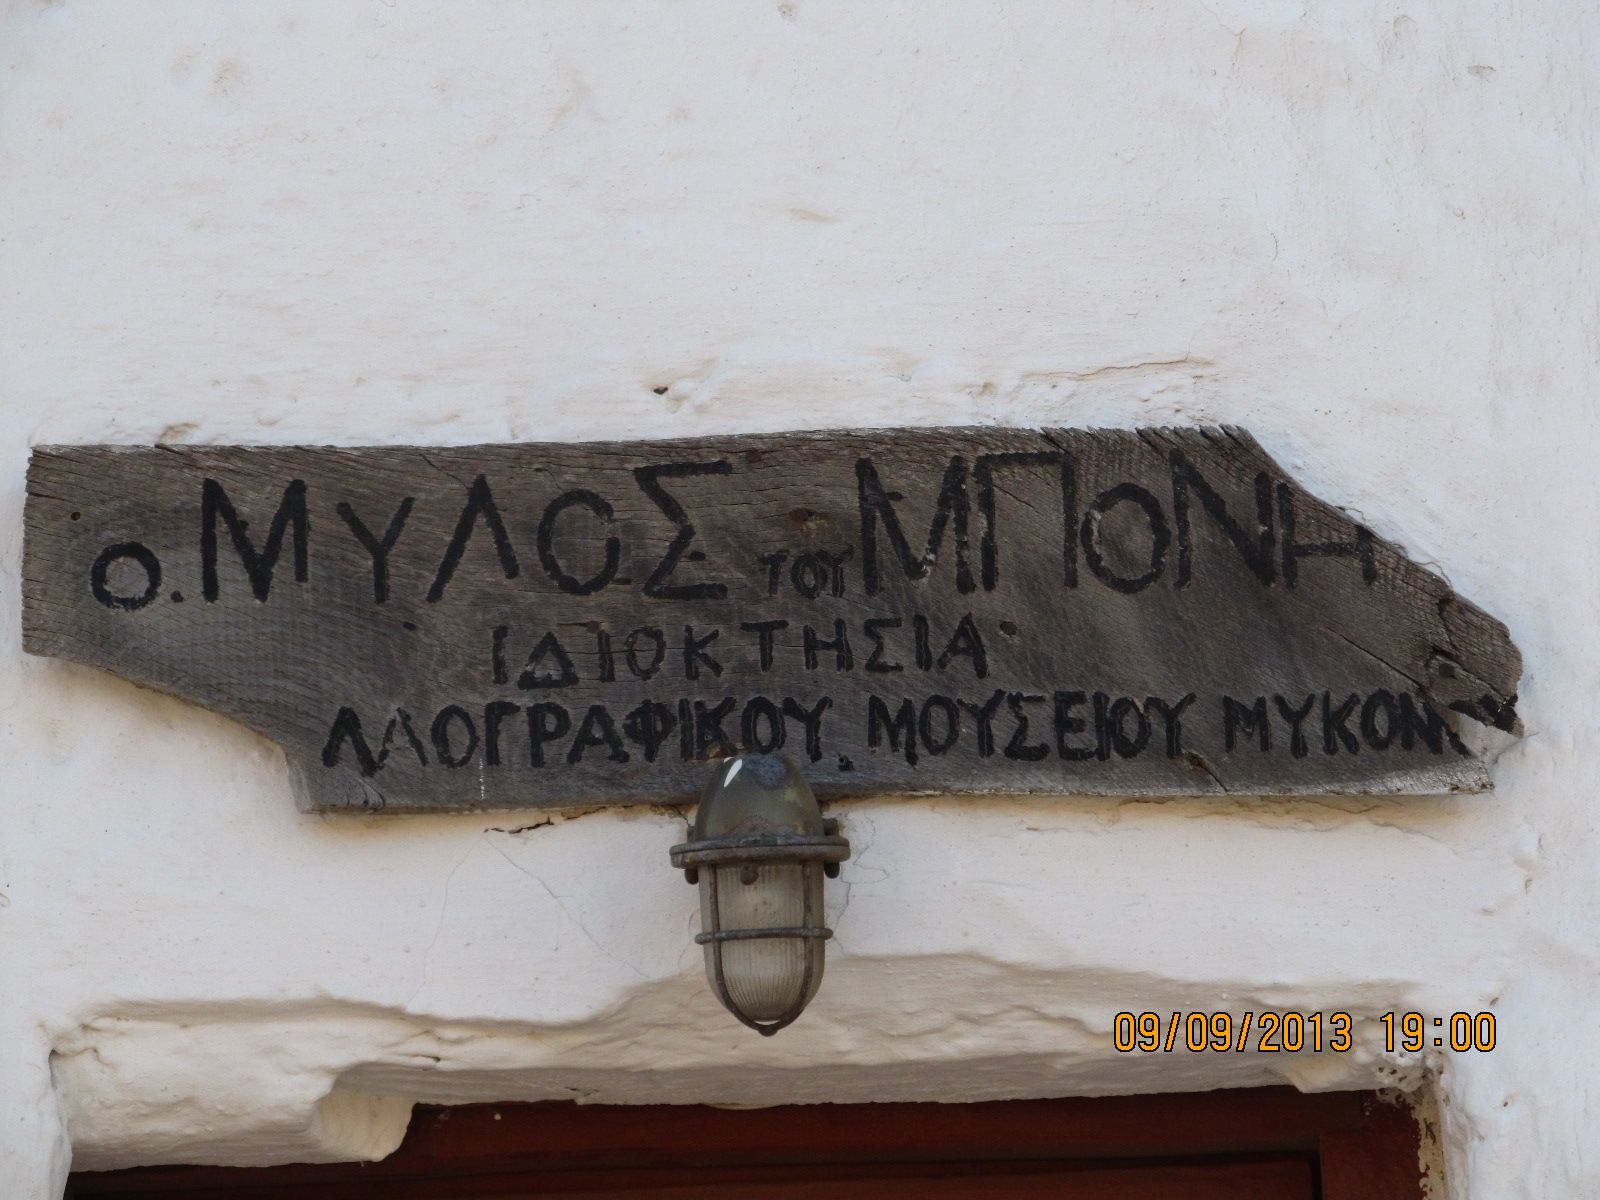 Ο. ΜΥΛΟΣ ΤΟΥ ΜΠΟΝΗ
ΙΔΙΟΚΤΗΣΙΑ
ΛΑΟΓΡΑΦΙΚΟΥ ΜΟΥΣΕΙΟΥ ΜΥΚΟΝΟΥ
09/09/2013 19:00